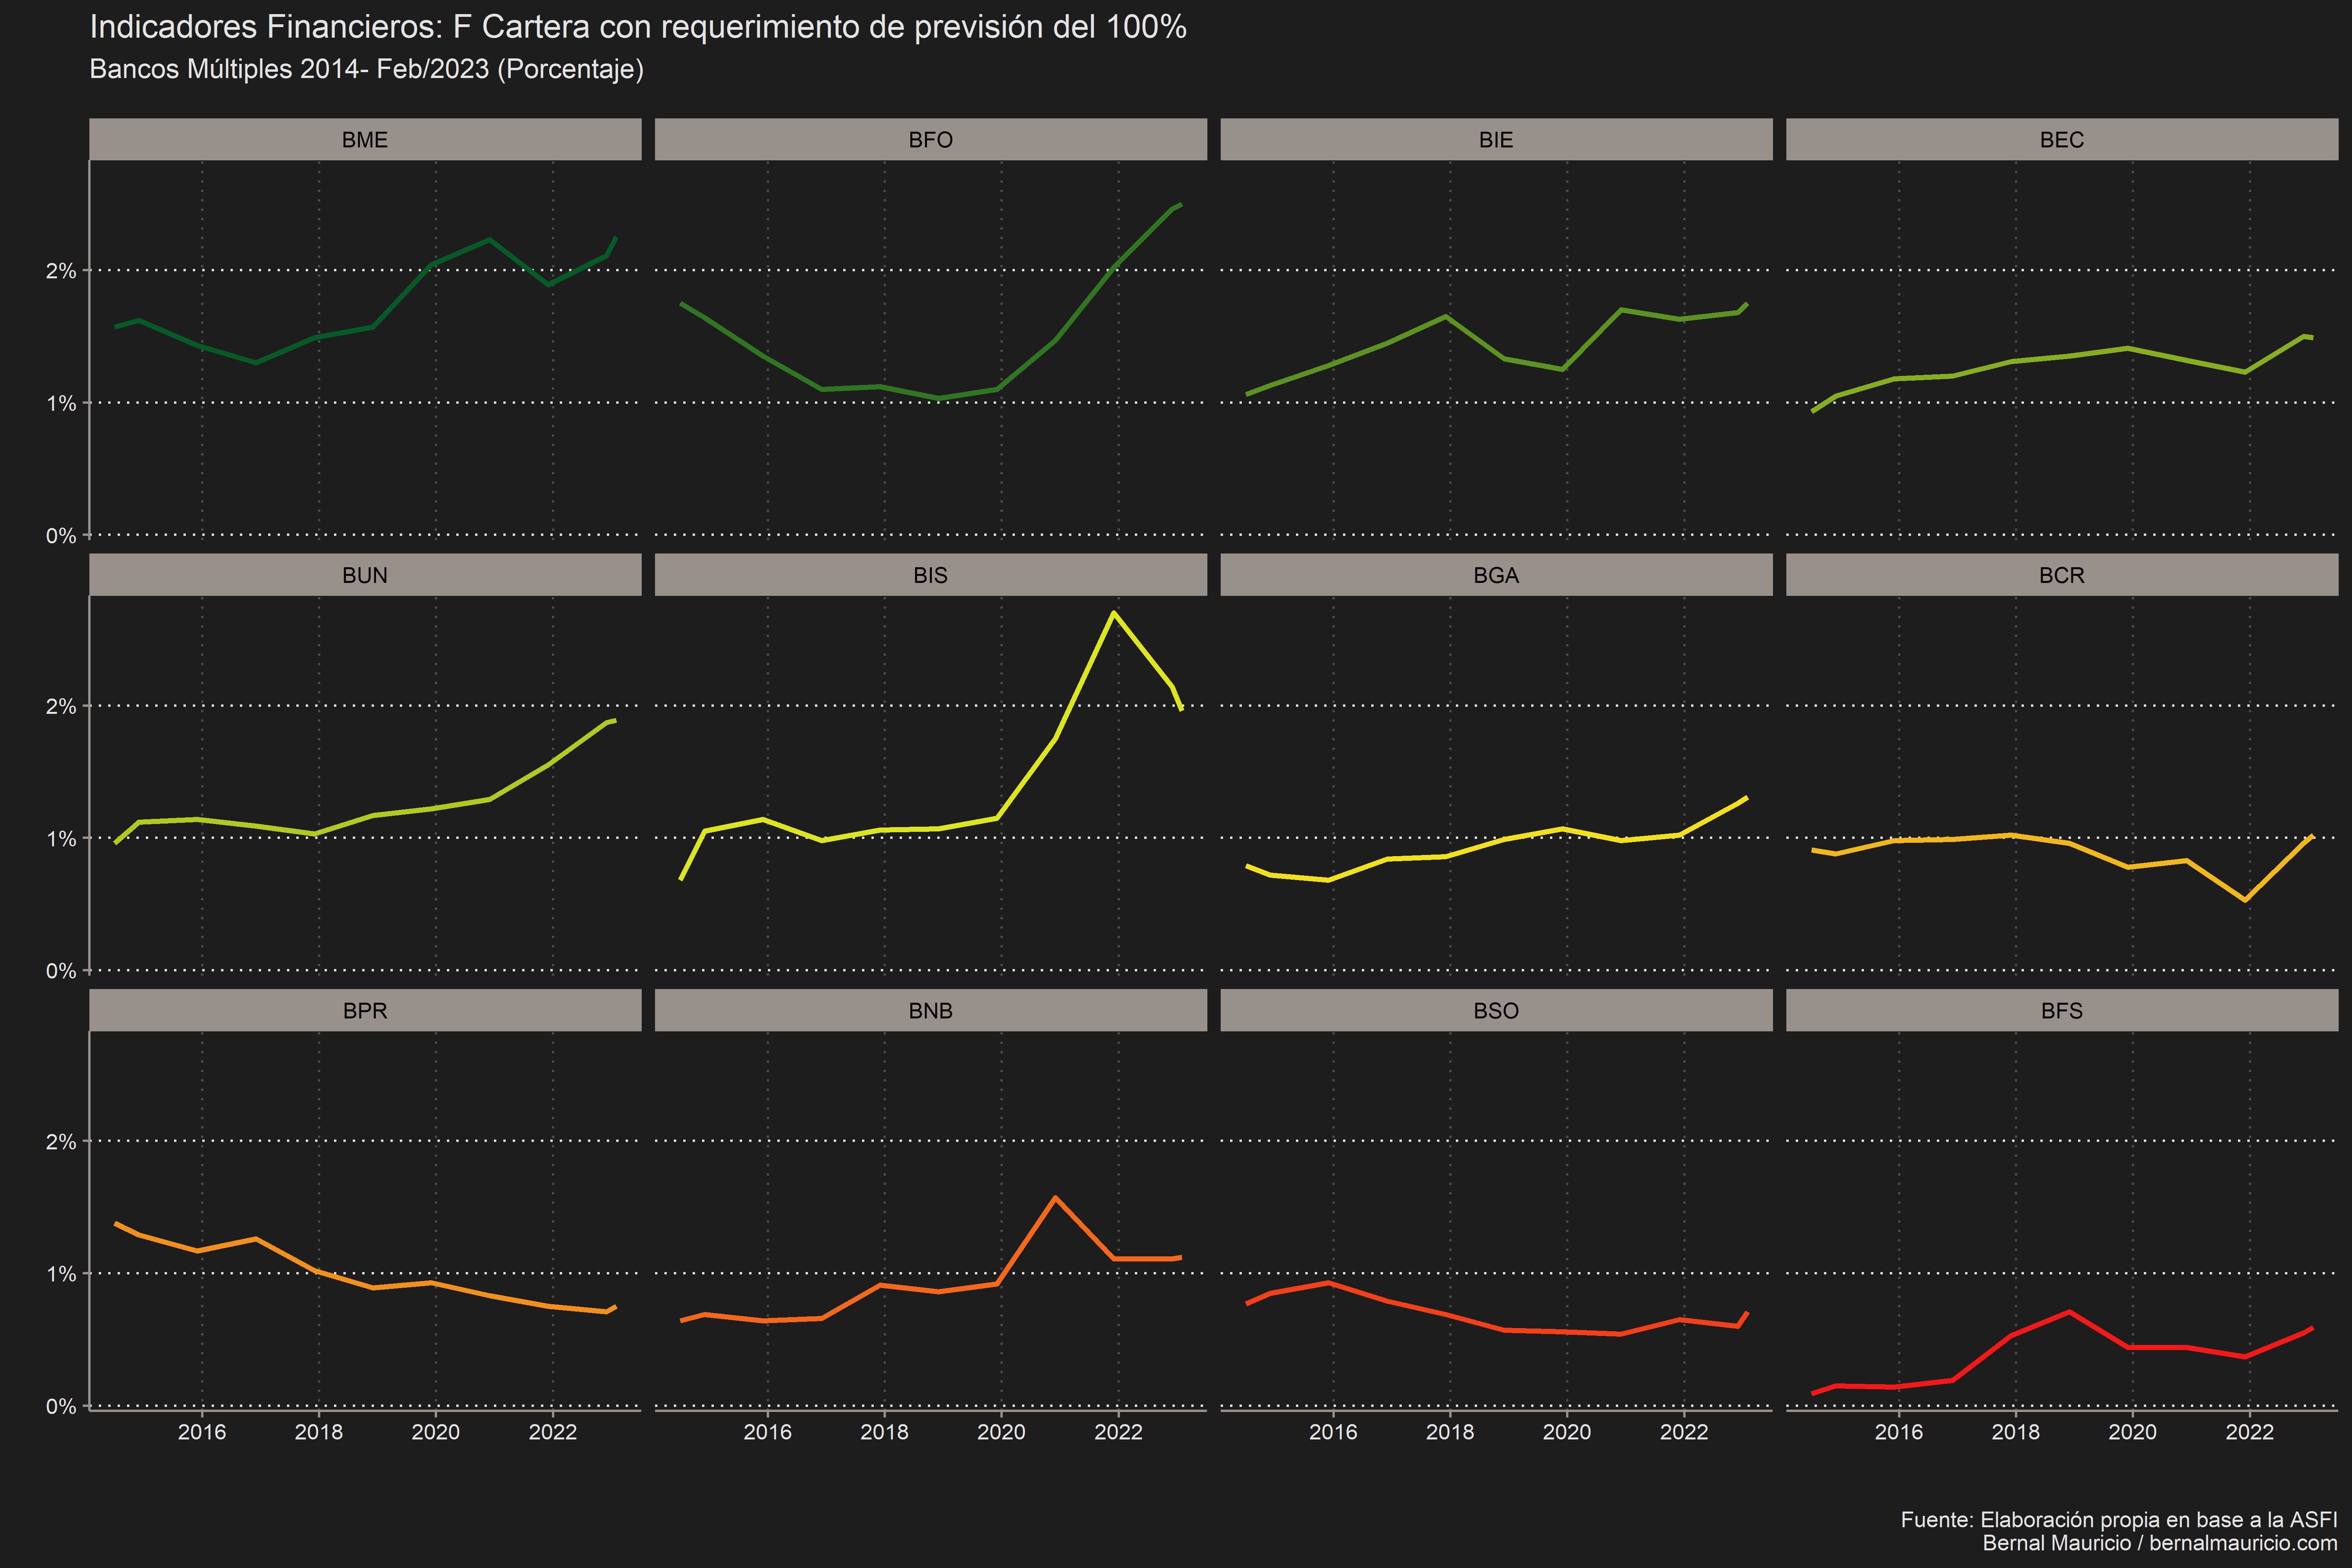 Indicadores Financieros: F Cartera con requerimiento de previsión del 100%
Bancos Múltiples 2014- Feb/2023 (Porcentaje)
BME
BFO
BIE
BEC
2%
1%
0%
BUN
BIS
BGA
BCR
2%
1%
0%
BPR
BNB
BSO
BFS
2%
1%
0%
2016 2018 2020 2022
2016 2018 2020 2022
2016 2018 2020 2022
2016 2018 2020 2022
Fuente: Elaboración propia en base a la ASFI
Bernal Mauricio / bernalmauricio.com